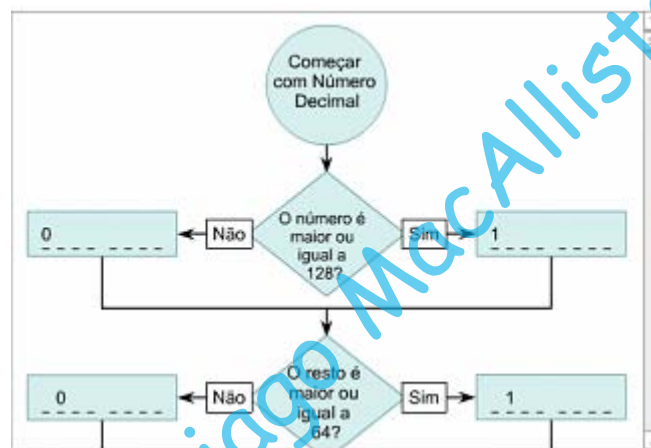 Começar
com Número
Decimal
O número é
maior ou
igual a
128?
Não
Sim
0
1
O resto é
maior ou
igual a
64?
Não
Sim
0
1